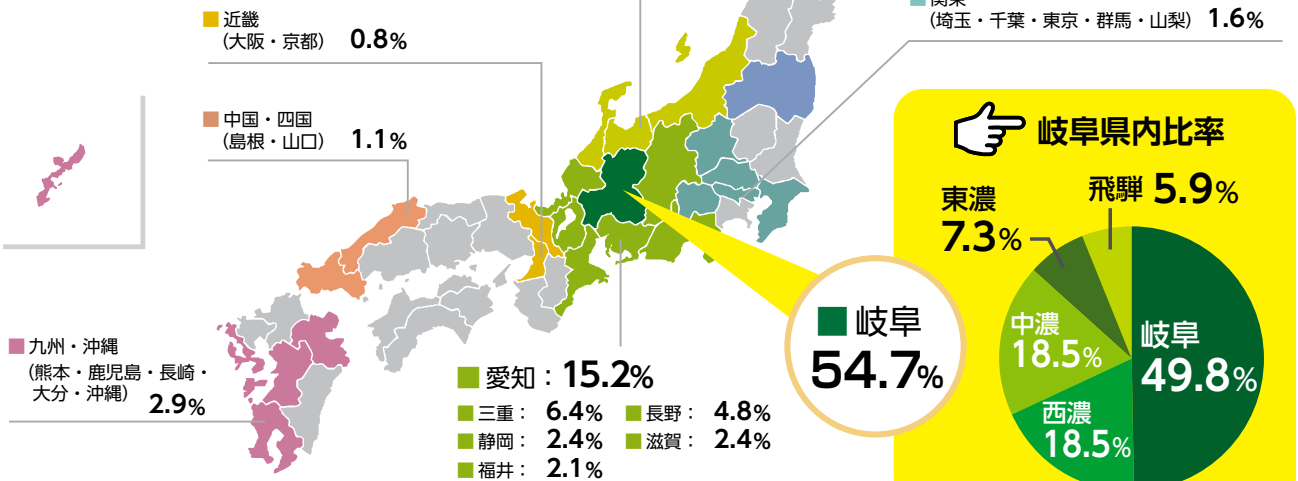 近畿
（大阪・京都） 0.8%
関東
（埼玉・千葉・東京・群馬・山梨） 1.6%
中国・四国
（島根・山口） 1.1%
九州・沖縄
（熊本・鹿児島・長崎・
大分・沖縄） 2.9%
愛知：15.2%
三重： 6.4% 長野： 4.8%
静岡： 2.4% 滋賀： 2.4%
福井： 2.1%
岐阜
54.7%
岐阜県内比率
飛騨 5.9%
東濃
7.3%
中濃
18.5%
西濃
18.5%
岐阜
49.8%